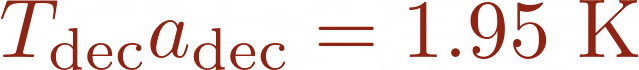 T_dec a_dec = 1.95 K